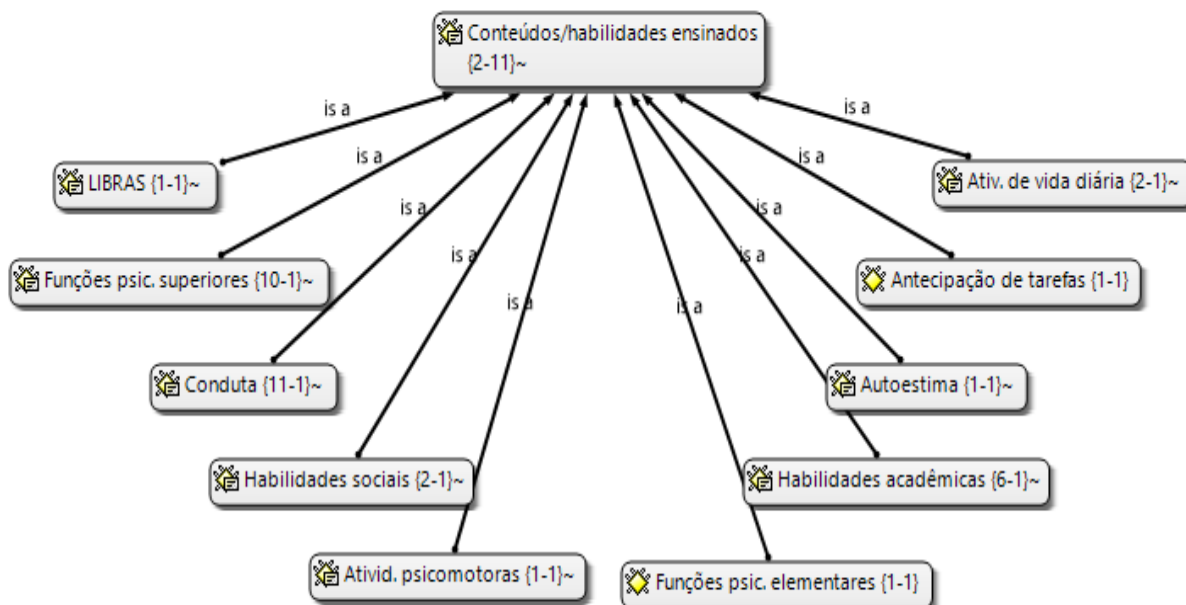 Conteúdos/habilidades ensinados
{2-11}~
is a
is a
is a
is a
is a
is a
is a
is a
is a
is a
LIBRAS {1-1}~
Ativ. de vida diária {2-1}~
Funções psic. superiores {10-1}~
Antecipação de tarefas {1-1}
Conduta {11-1}~
Autoestima {1-1}~
Habilidades sociais {2-1}~
Habilidades acadêmicas {6-1}~
Ativid. psicomotoras {1-1}~
Funções psic. elementares {1-1}